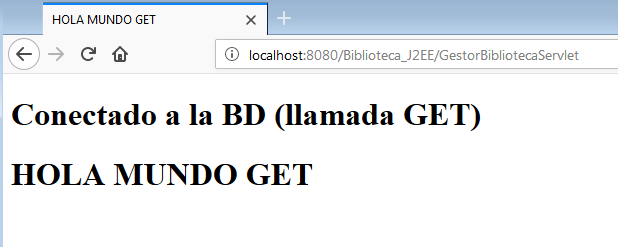 HOLA MUNDO GET
localhost:8080/Biblioteca_J2EE/GestorBibliotecaServlet
Conectado a la BD (llamada GET)
HOLA MUNDO GET